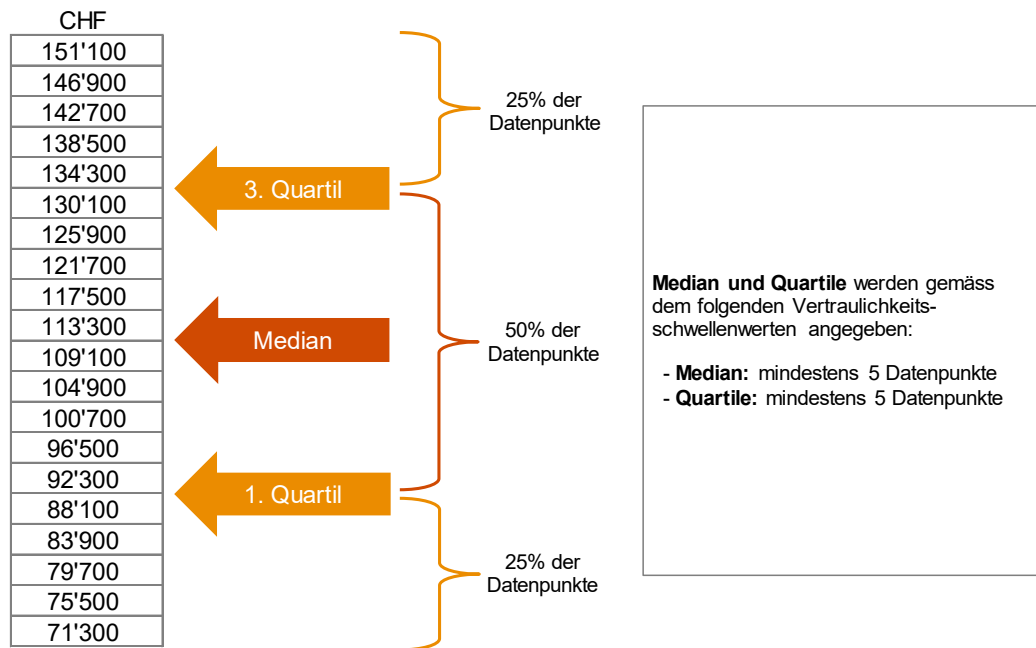 CHF
151'100
146'900
142'700
138'500
134'300
130'100
125'900
121'700
117'500
113'300
109'100
104'900
100'700
96'500
92'300
88'100
83'900
79'700
75'500
71'300
3. Quartil
Median
1. Quartil
25% der
Datenpunkte
50% der
Datenpunkte
25% der
Datenpunkte
Median und Quartile werden gemäss
dem folgenden Vertraulichkeits-
schwellenwerten angegeben:
- Median: mindestens 5 Datenpunkte
- Quartile: mindestens 5 Datenpunkte